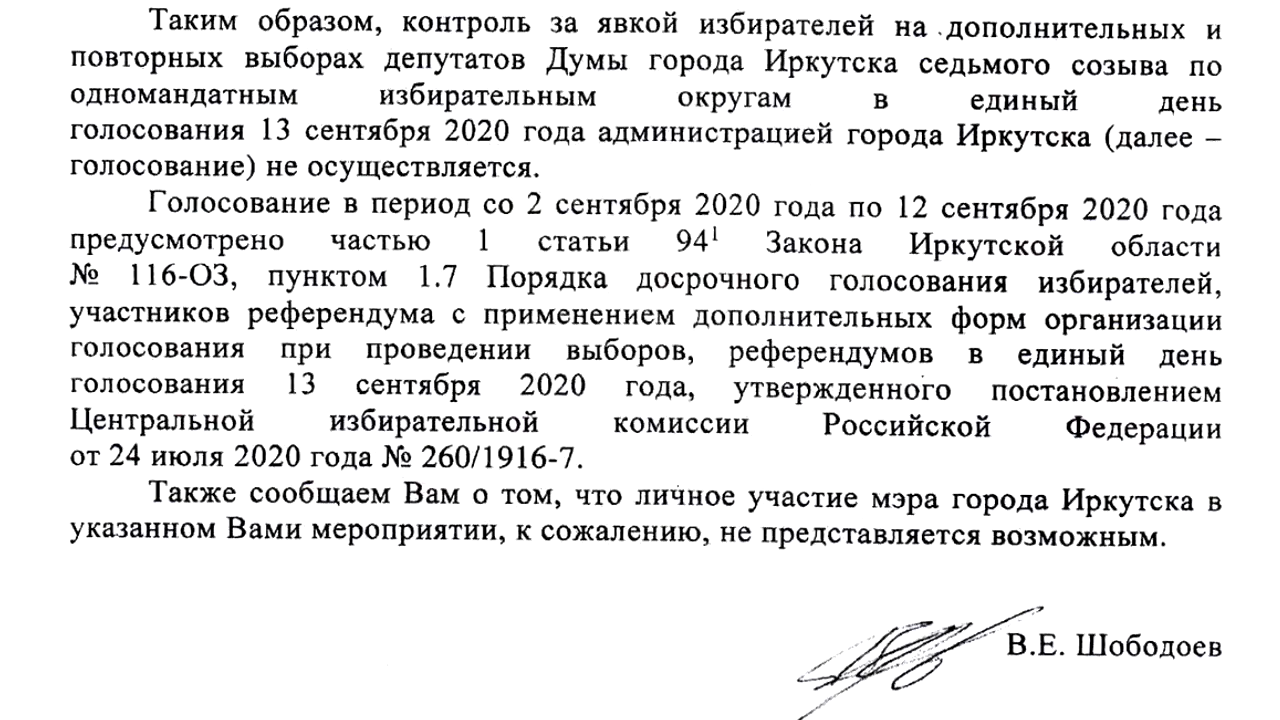 Таким образом, контроль за явкой избирателей на дополнительных и
повторных выборах депутатов Думы города Иркутска седьмого созыва по
одномандатным избирательным округам в единый день
голосования 13 сентября 2020 года администрацией города Иркутска (далее –
голосование) не осуществляется.
Голосование в период со 2 сентября 2020 года по 12 сентября 2020 года
предусмотрено частью 1 статьи 94¹ Закона Иркутской области
№ 116-ОЗ, пунктом 1.7 Порядка досрочного голосования избирателей,
участников референдума с применением дополнительных форм организации
голосования при проведении выборов, референдумов в единый день
голосования 13 сентября 2020 года, утвержденного постановлением
Центральной избирательной комиссии Российской Федерации
от 24 июля 2020 года № 260/1916-7.
Также сообщаем Вам о том, что личное участие мэра города Иркутска в
указанном Вами мероприятии, к сожалению, не представляется возможным.
В.Е. Шободоев